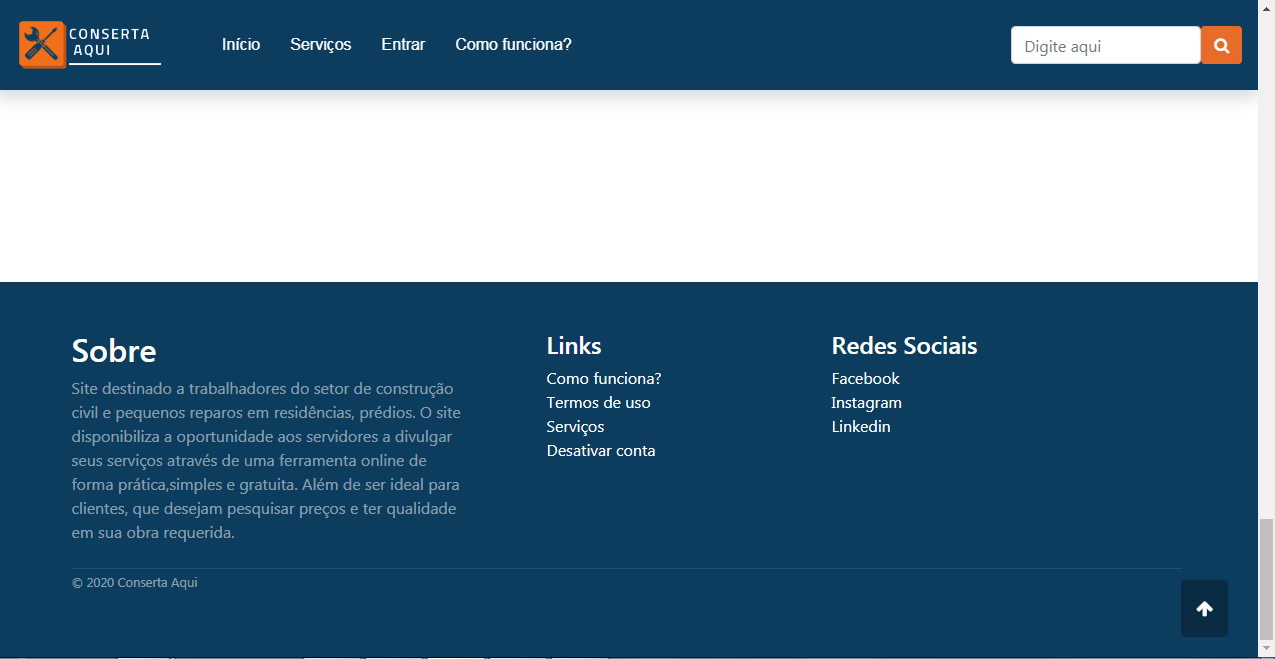 CONSERTA
AQUI
Início
Serviços
Entrar
Como funciona?
Digite aqui
Sobre
Site destinado a trabalhadores do setor de construção
civil e pequenos reparos em residências, prédios. O site
disponibiliza a oportunidade aos servidores a divulgar
seus serviços através de uma ferramenta online de
forma prática,simples e gratuita. Além de ser ideal para
clientes, que desejam pesquisar preços e ter qualidade
em sua obra requerida.
Links
Como funciona?
Termos de uso
Serviços
Desativar conta
Redes Sociais
Facebook
Instagram
Linkedin
© 2020 Conserta Aqui